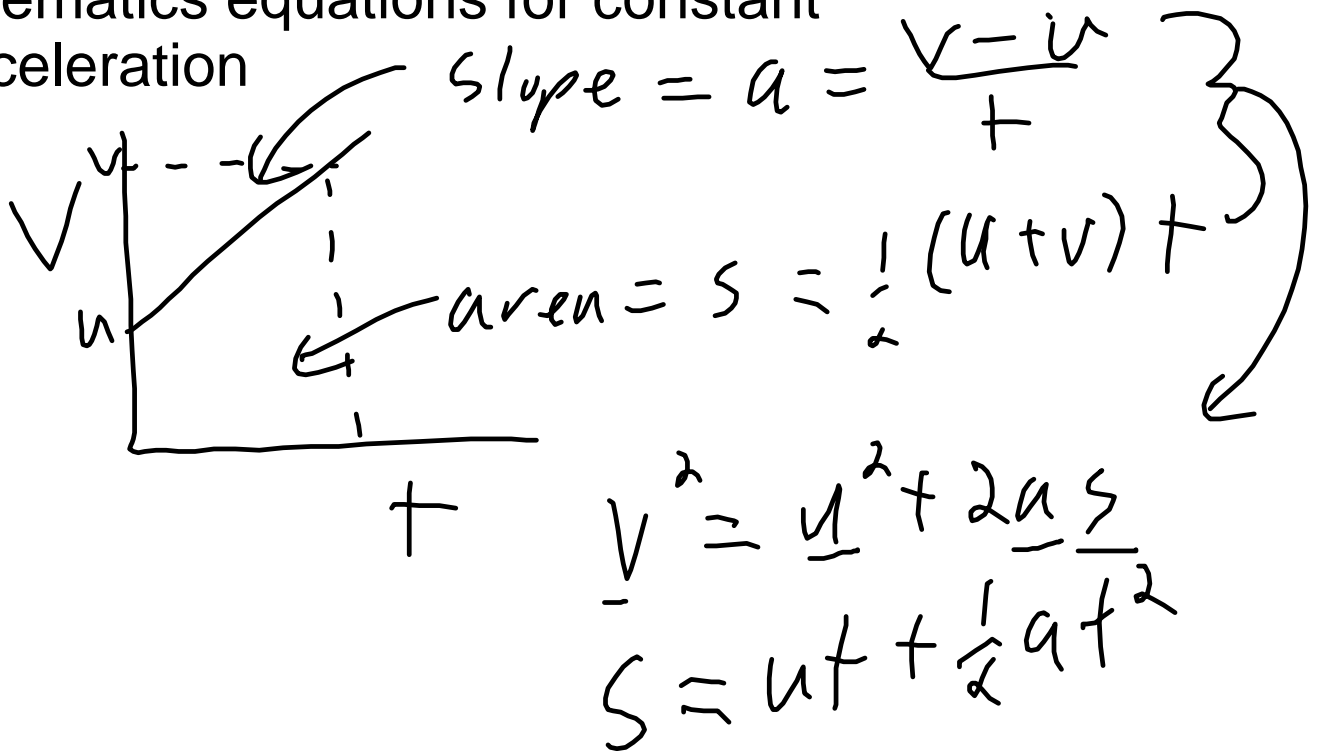 ematics equations for constant
celeration
slope = a = (v - u)/t
v
V
u
area = s = 1/2 (u + v) t
t
v² = u² + 2as
s = ut + 1/2 at²